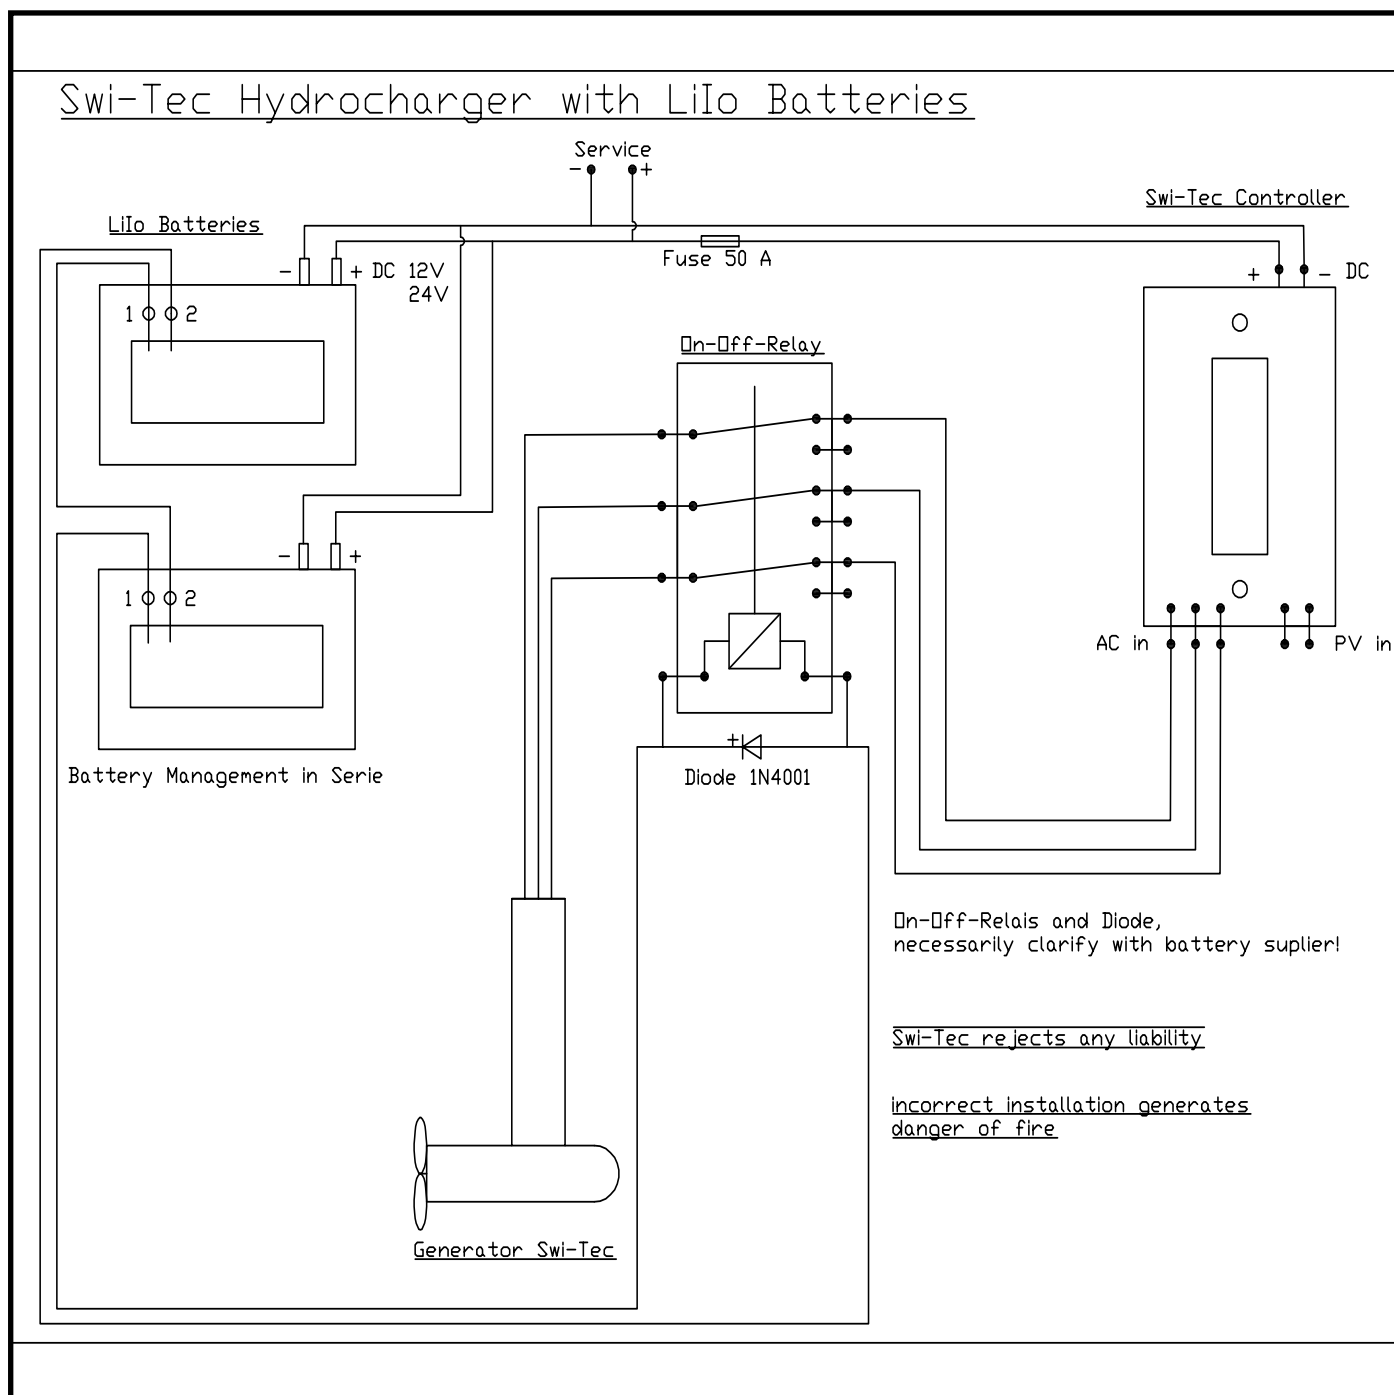 Swi-Tec Hydrocharger with LiIo Batteries
Service
- +
Swi-Tec Controller
LiIo Batteries
Fuse 50 A
- + DC 12V
24V
+ - DC
1 2
On-Off-Relay
- +
1 2
AC in
PV in
+
Battery Management in Serie
Diode 1N4001
On-Off-Relais and Diode,
necessarily clarify with battery suplier!
Swi-Tec rejects any liability
incorrect installation generates
danger of fire
Generator Swi-Tec